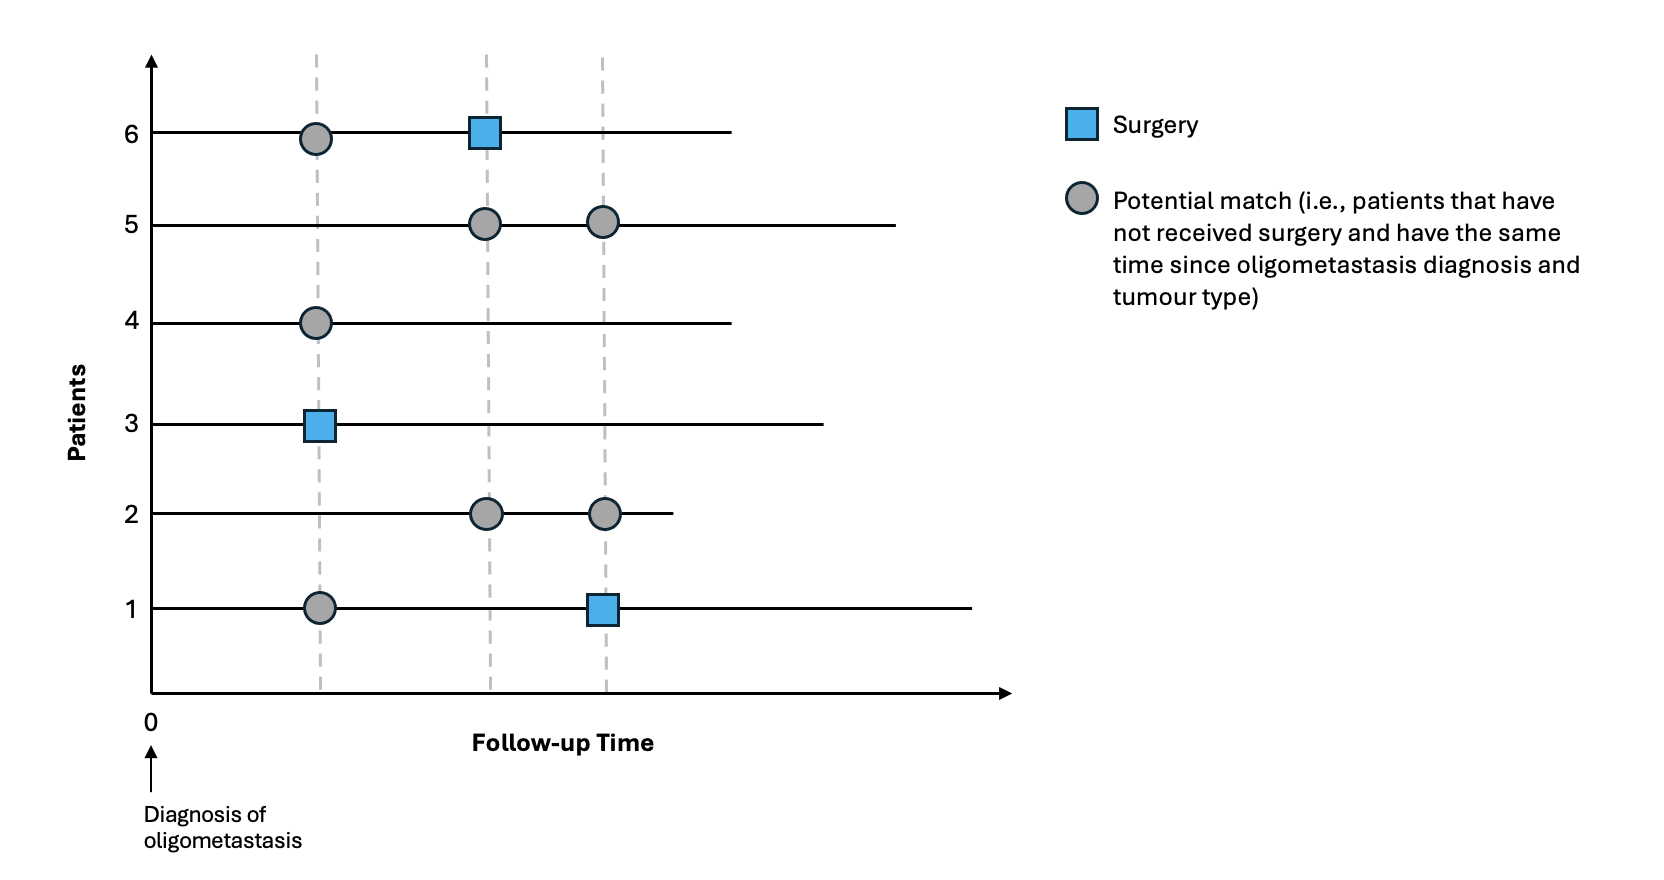 6
5
4
3
2
1
Patients
0
Follow-up Time
Diagnosis of
oligometastasis
Surgery
Potential match (i.e., patients that have
not received surgery and have the same
time since oligometastasis diagnosis and
tumour type)